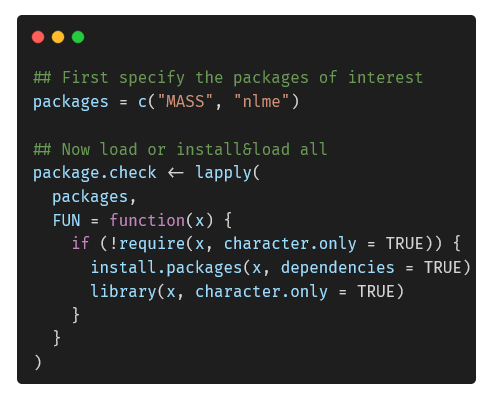 ## First specify the packages of interest
packages = c("MASS", "nlme")

## Now load or install&load all
package.check <- lapply(
  packages,
  FUN = function(x) {
    if (!require(x, character.only = TRUE)) {
      install.packages(x, dependencies = TRUE)
      library(x, character.only = TRUE)
    }
  }
)